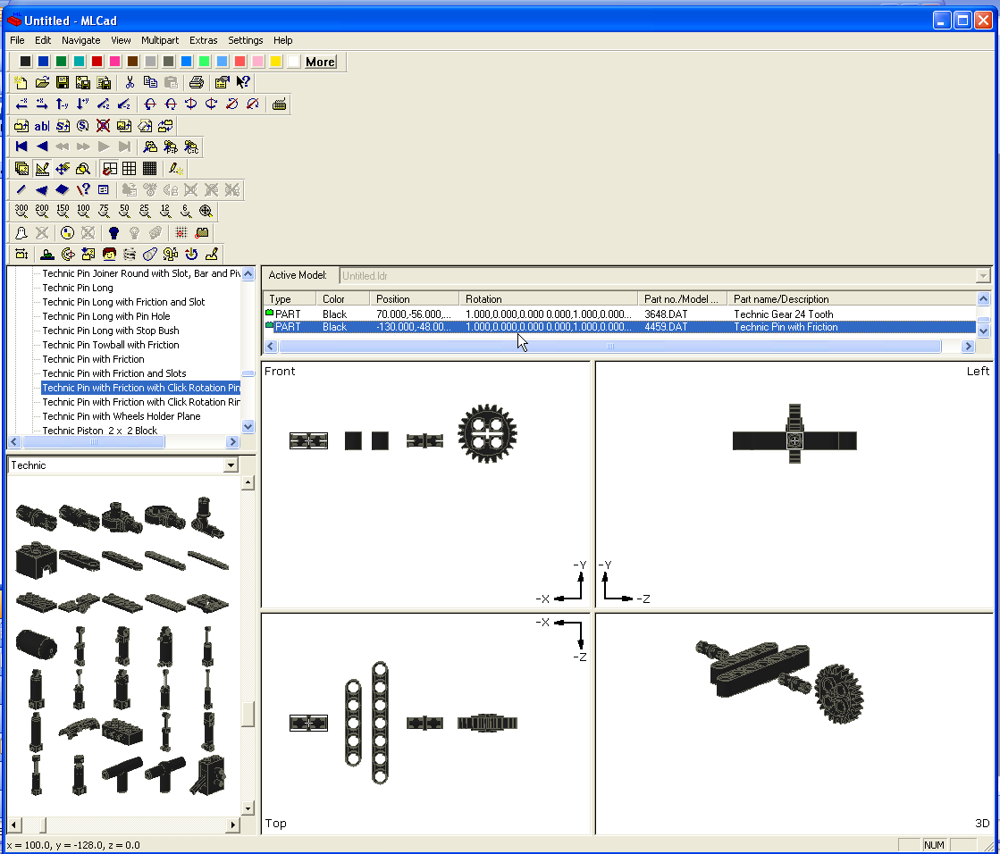 Untitled - MLCad
File Edit Navigate View Multipart Extras Settings Help
More
ab|
300 200 150 100 75 50 25 12 6
Technic Pin Joiner Round with Slot, Bar and Piv
Technic Pin Long
Technic Pin Long with Friction and Slot
Technic Pin Long with Pin Hole
Technic Pin Long with Stop Bush
Technic Pin Towball with Friction
Technic Pin with Friction
Technic Pin with Friction and Slots
Technic Pin with Friction with Click Rotation Pin
Technic Pin with Friction with Click Rotation Rin
Technic Pin with Wheels Holder Plane
Technic Piston 2 x 2 Block
Technic
Active Model: Untitled.ldr
Type Color Position Rotation Part no./Model ... Part name/Description
PART Black 70.000,-56.000,... 1.000,0.000,0.000 0.000,1.000,0.000... 3648.DAT Technic Gear 24 Tooth
PART Black -130.000,-48.00... 1.000,0.000,0.000 0.000,1.000,0.000... 4459.DAT Technic Pin with Friction
Front
-Y
-X
Left
-Y
-Z
-X
-Z
Top
3D
x = 100.0, y = -128.0, z = 0.0
NUM